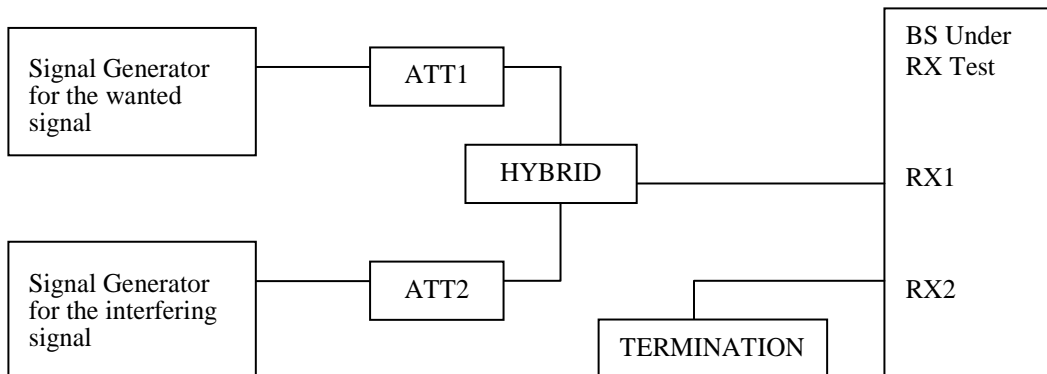 Signal Generator
for the wanted
signal
ATT1
BS Under
RX Test
HYBRID
RX1
Signal Generator
for the interfering
signal
ATT2
RX2
TERMINATION